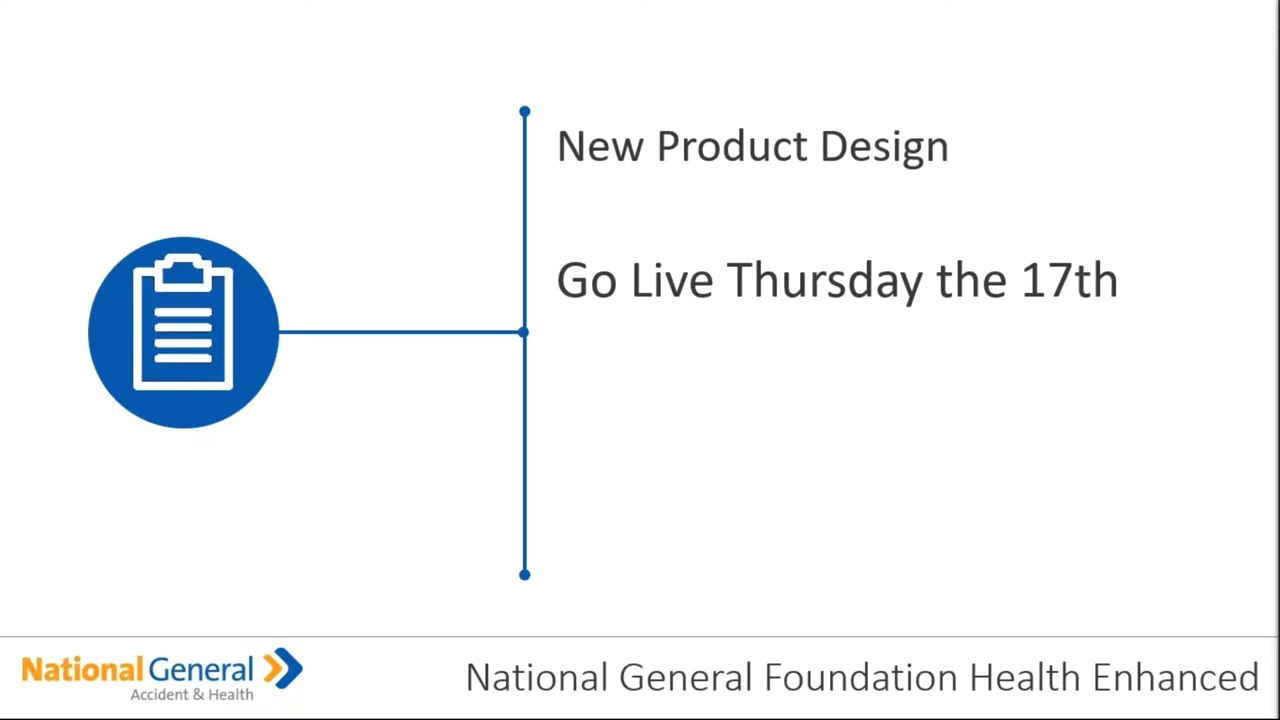 New Product Design
Go Live Thursday the 17th
National General
Accident & Health
National General Foundation Health Enhanced